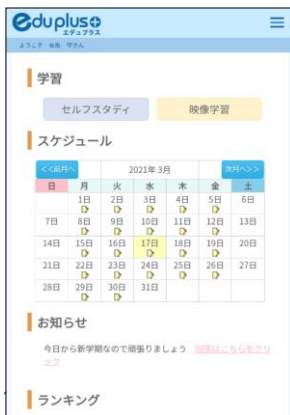 eduplus+
エデュプラス
ようこそ
学習
セルフスタディ 映像学習
スケジュール
<<前月へ 2021年 3月 次月へ>>
日 月 火 水 木 金 土
1日 2日 3日 4日 5日 6日
7日 8日 9日 10日 11日 12日 13日
14日 15日 16日 17日 18日 19日 20日
21日 22日 23日 24日 25日 26日 27日
28日 29日 30日 31日
お知らせ
今日から新学期なので頑張りましょう 回答はこちらをクリ
ック
ランキング